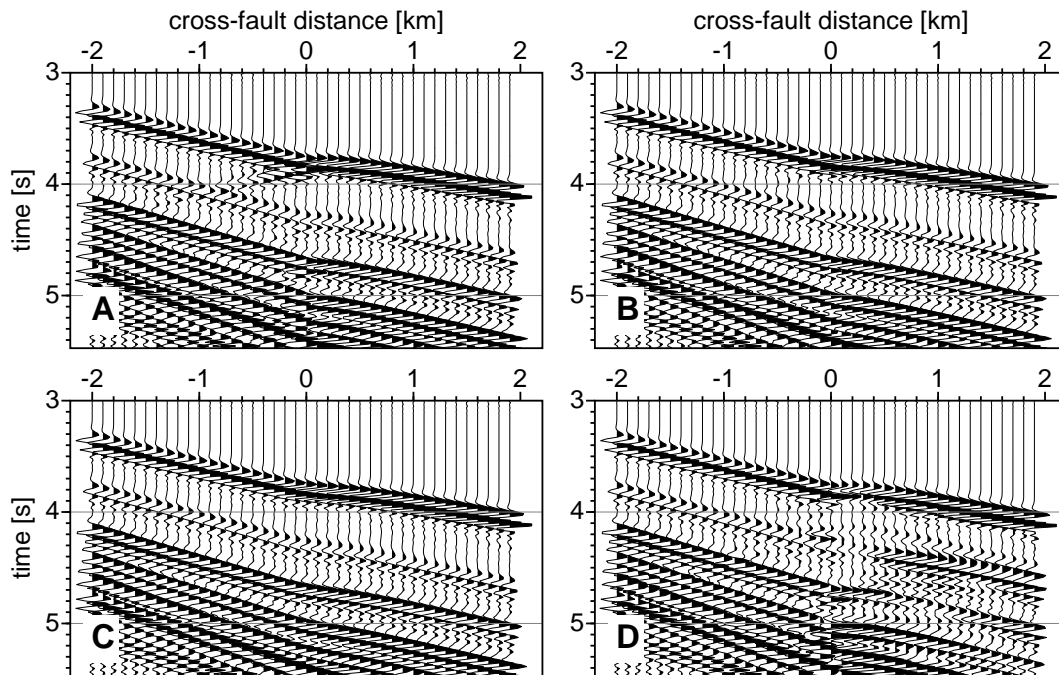 cross-fault distance [km] cross-fault distance [km]
-2 -1 0 1 2 -2 -1 0 1 2
3 3
time [s] 4 4
5 A 5 B
-2 -1 0 1 2 -2 -1 0 1 2
3 3
time [s] 4 4
5 C 5 D